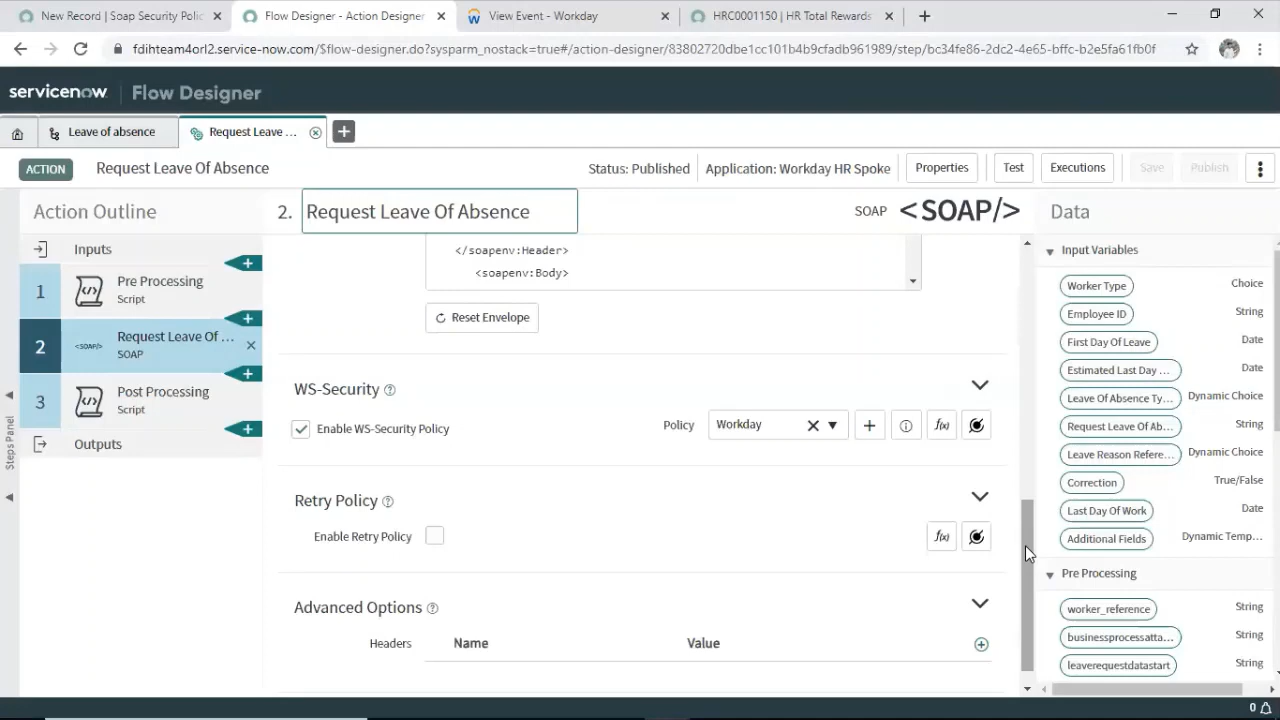 New Record | Soap Security Polic
Flow Designer - Action Designer
View Event - Workday
HRC0001150 | HR Total Rewards
fdihteam4orl2.service-now.com/$flow-designer.do?sysparm_nostack=true#/action-designer/83802720dbe1cc101b4b9cfadb961989/step/bc34fe86-2dc2-4e65-bffc-b2e5fa61fb0f
servicenow Flow Designer
Leave of absence
Request Leave ...
ACTION Request Leave Of Absence Status: Published Application: Workday HR Spoke Properties Test Executions Save Publish
Action Outline
Inputs
1 Pre Processing
Script
2 <SOAP/> Request Leave Of ...
SOAP
3 Post Processing
Script
Outputs
Steps Panel
2. Request Leave Of Absence SOAP <SOAP/>
</soapenv:Header>
<soapenv:Body>
Reset Envelope
WS-Security
Enable WS-Security Policy Policy Workday f(x)
Retry Policy
Enable Retry Policy f(x)
Advanced Options
Headers Name Value
Data
Input Variables
Worker Type Choice
Employee ID String
First Day Of Leave Date
Estimated Last Day ... Date
Leave Of Absence Ty... Dynamic Choice
Request Leave Of Ab... String
Leave Reason Refere... Dynamic Choice
Correction True/False
Last Day Of Work Date
Additional Fields Dynamic Temp...
Pre Processing
worker_reference String
businessprocessatta... String
leaverequestdatastart String
0